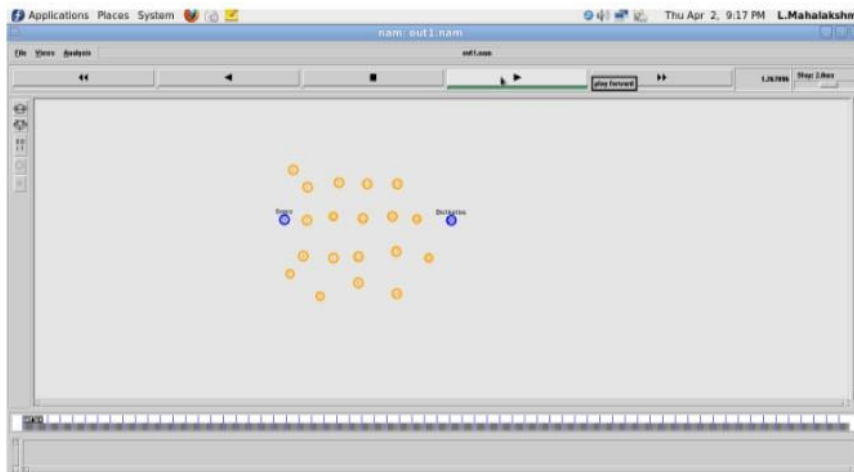 Applications Places System Thu Apr 2, 9:17 PM L.Mahalakshm
nam: out1.nam
File Views Analysis out1.nam
play forward Step: 2.0ms
Source Destination